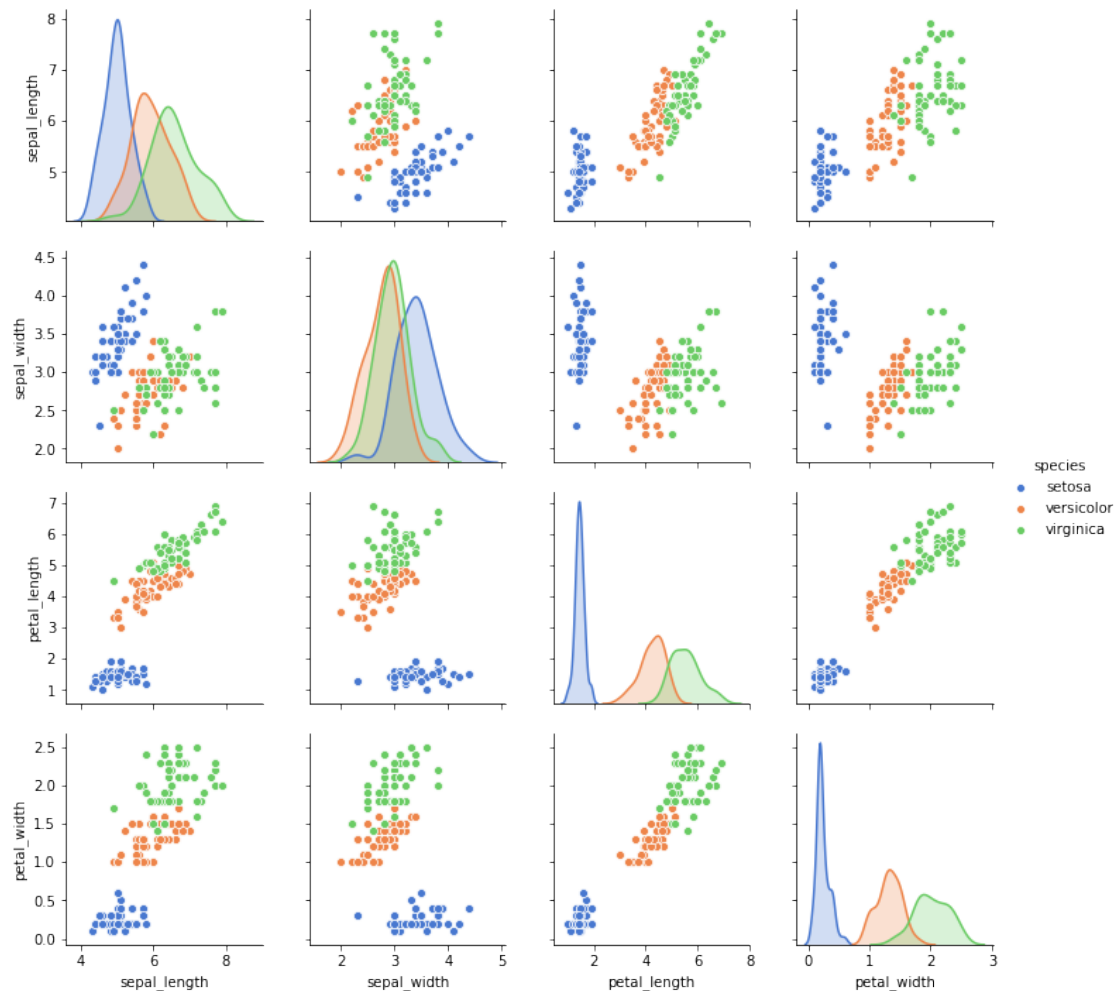 8
7
6
5
sepal_length
4.5
4.0
3.5
3.0
2.5
2.0
sepal_width
species
setosa
versicolor
virginica
7
6
5
4
3
2
1
petal_length
2.5
2.0
1.5
1.0
0.5
0.0
petal_width
4 6 8
2 3 4 5
2 4 6 8
0 1 2 3
sepal_length
sepal_width
petal_length
petal_width